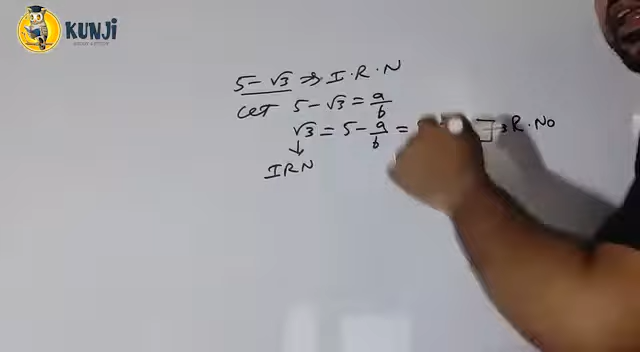 KUNJi
5-√3 ⇒ I.R.N
Let 5-√3 = a/b
√3 = 5 - a/b =
→ R.No
↓
IRN